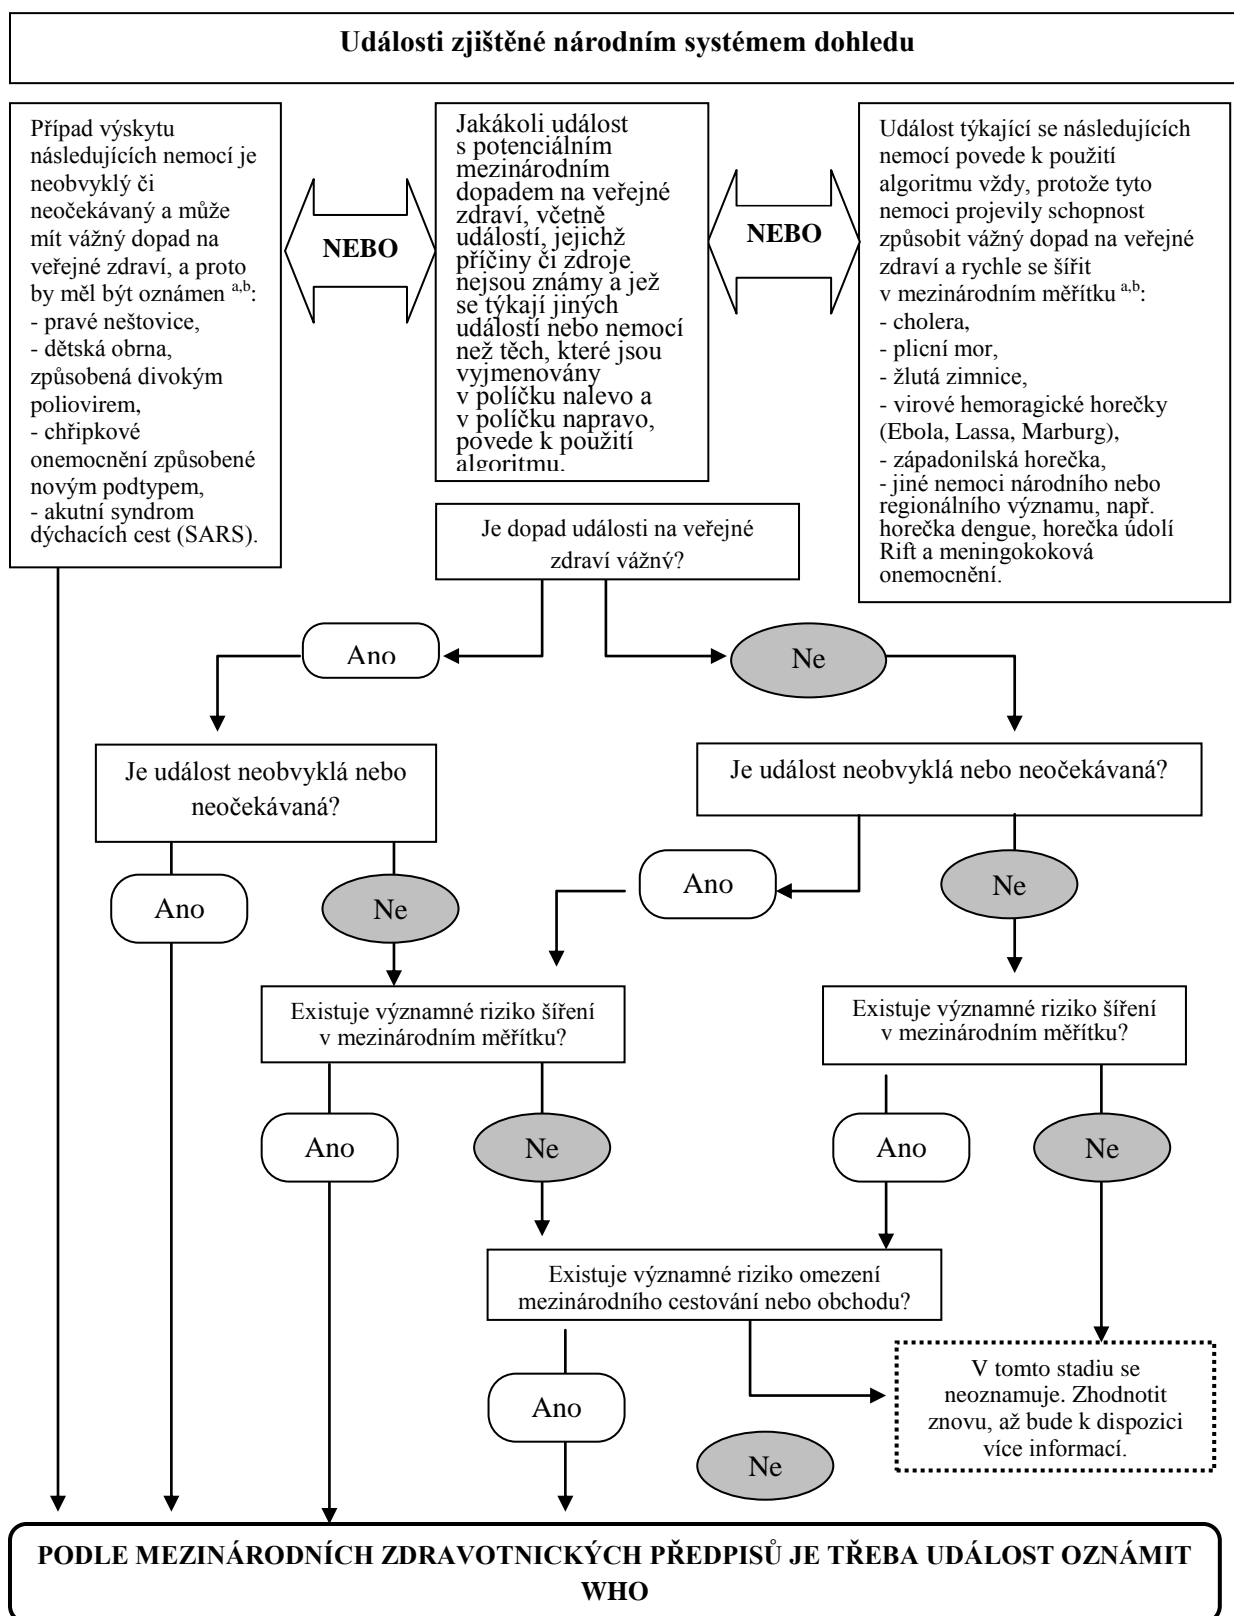 Události zjištěné národním systémem dohledu
Případ výskytu
následujících nemocí je
neobvyklý či
neočekávaný a může
mít vážný dopad na
veřejné zdraví, a proto
by měl být oznámen a,b:
- pravé neštovice,
- dětská obrna,
způsobená divokým
poliovirem,
- chřipkové
onemocnění způsobené
novým podtypem,
- akutní syndrom
dýchacích cest (SARS).
NEBO
Jakákoli událost
s potenciálním
mezinárodním
dopadem na veřejné
zdraví, včetně
událostí, jejichž
příčiny či zdroje
nejsou známy a jež
se týkají jiných
událostí nebo nemocí
než těch, které jsou
vyjmenovány
v políčku nalevo a
v políčku napravo,
povede k použití
algoritmu.
NEBO
Událost týkající se následujících
nemocí povede k použití
algoritmu vždy, protože tyto
nemoci projevily schopnost
způsobit vážný dopad na veřejné
zdraví a rychle se šířit
v mezinárodním měřítku a,b:
- cholera,
- plicní mor,
- žlutá zimnice,
- virové hemoragické horečky
(Ebola, Lassa, Marburg),
- západonilská horečka,
- jiné nemoci národního nebo
regionálního významu, např.
horečka dengue, horečka údolí
Rift a meningokoková
onemocnění.
Je dopad události na veřejné
zdraví vážný?
Ano
Ne
Je událost neobvyklá nebo
neočekávaná?
Je událost neobvyklá nebo neočekávaná?
Ano
Ne
Ano
Ne
Existuje významné riziko šíření
v mezinárodním měřítku?
Existuje významné riziko šíření
v mezinárodním měřítku?
Ano
Ne
Ano
Ne
Existuje významné riziko omezení
mezinárodního cestování nebo obchodu?
Ano
Ne
V tomto stadiu se
neoznamuje. Zhodnotit
znovu, až bude k dispozici
více informací.
PODLE MEZINÁRODNÍCH ZDRAVOTNICKÝCH PŘEDPISŮ JE TŘEBA UDÁLOST OZNÁMIT
WHO